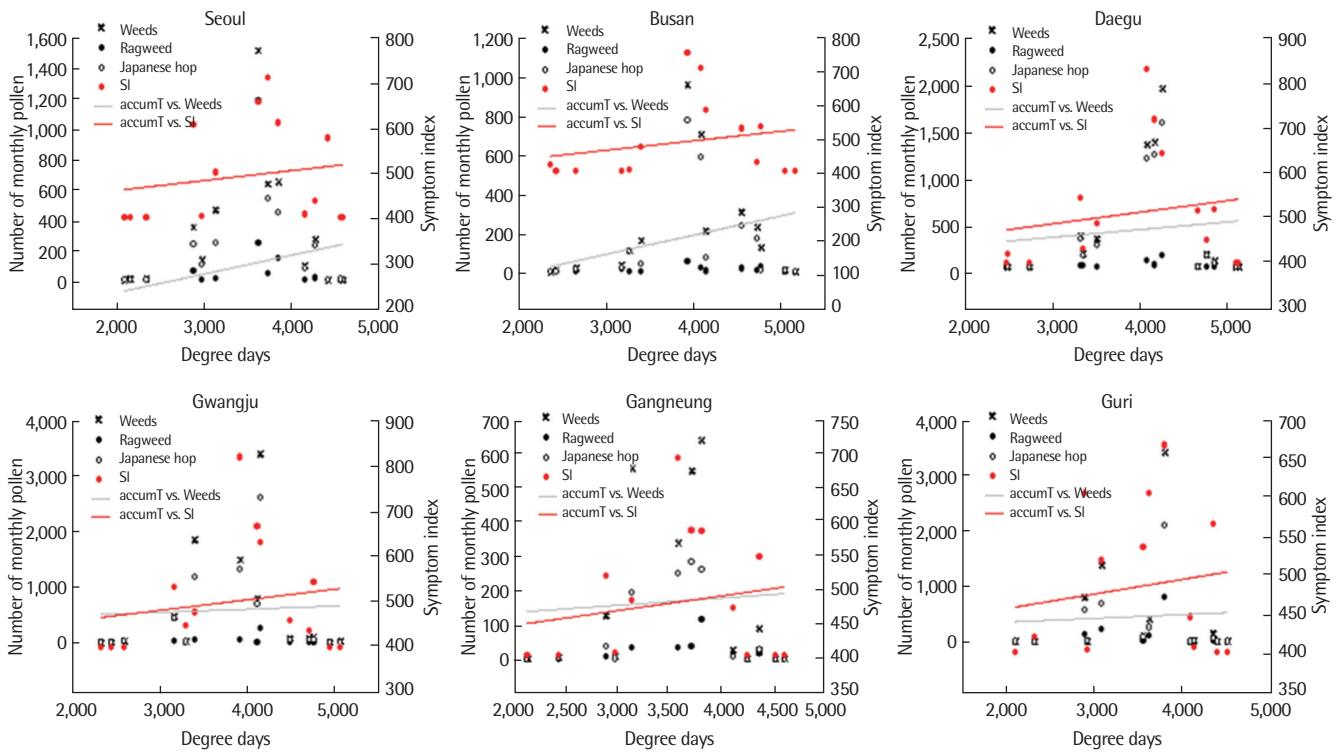 Seoul
Number of monthly pollen
1,600
1,400
1,200
1,000
800
600
400
200
0
Weeds
Ragweed
Japanese hop
SI
accumT vs. Weeds
accumT vs. SI
800
700
600
500
400
300
200
Symptom index
2,000 3,000 4,000 5,000
Degree days
Busan
Number of monthly pollen
1,200
1,000
800
600
400
200
0
Weeds
Ragweed
Japanese hop
SI
accumT vs. Weeds
accumT vs. SI
800
700
600
500
400
300
200
100
0
Symptom index
2,000 3,000 4,000 5,000
Degree days
Daegu
Number of monthly pollen
2,500
2,000
1,500
1,000
500
0
Weeds
Ragweed
Japanese hop
SI
accumT vs. Weeds
accumT vs. SI
900
800
700
600
500
400
300
Symptom index
2,000 3,000 4,000 5,000
Degree days
Gwangju
Number of monthly pollen
4,000
3,000
2,000
1,000
0
Weeds
Ragweed
Japanese hop
SI
accumT vs. Weeds
accumT vs. SI
900
800
700
600
500
400
300
Symptom index
2,000 3,000 4,000 5,000
Degree days
Gangneung
Number of monthly pollen
700
600
500
400
300
200
100
0
Weeds
Ragweed
Japanese hop
SI
accumT vs. Weeds
accumT vs. SI
750
700
650
600
550
500
450
400
350
Symptom index
2,000 2,500 3,000 3,500 4,000 4,500 5,000
Degree days
Guri
Number of monthly pollen
4,000
3,000
2,000
1,000
0
Weeds
Ragweed
Japanese hop
SI
accumT vs. Weeds
accumT vs. SI
700
650
600
550
500
450
400
350
Symptom index
2,000 3,000 4,000 5,000
Degree days